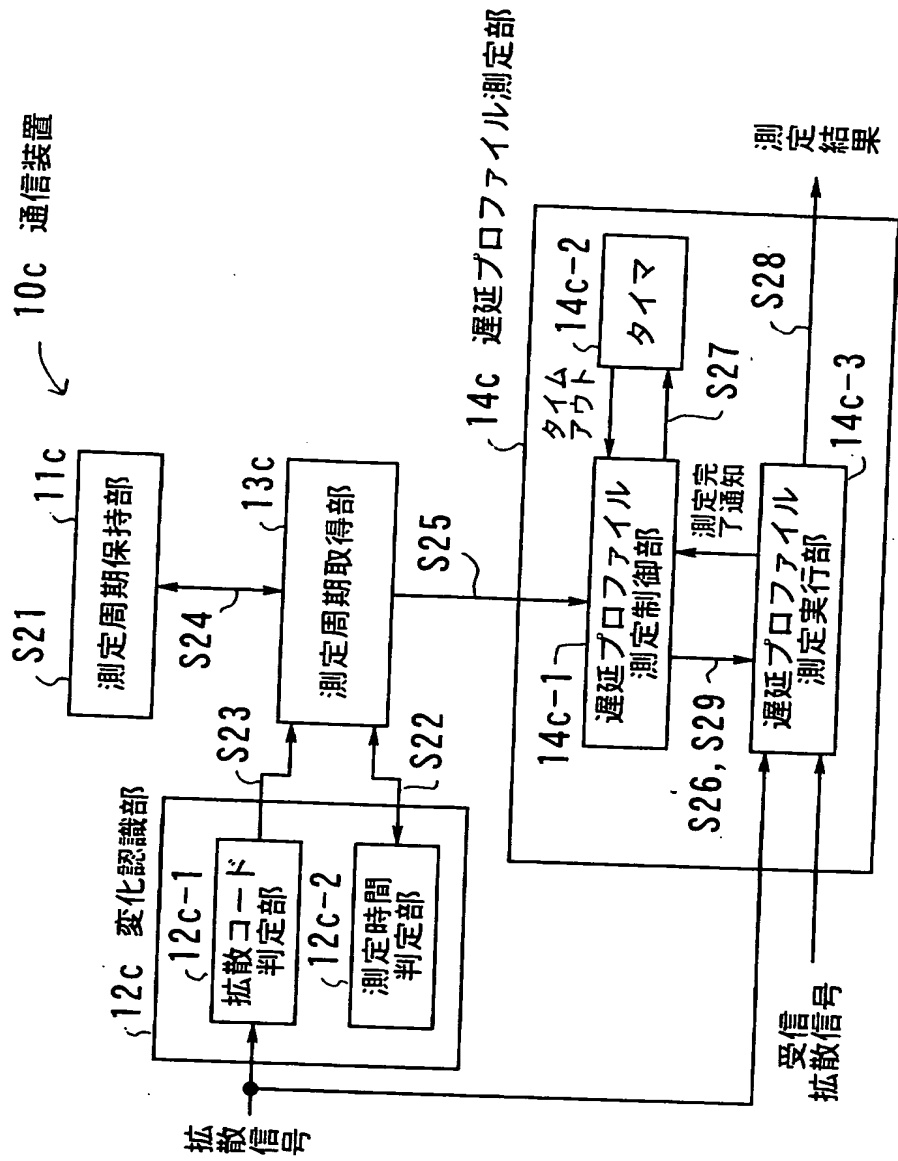 10c 通信装置
S21
11c
測定周期保持部
S24
13c
測定周期取得部
S25
12c 変化認識部
12c-1
拡散コード
判定部
S23
12c-2
測定時間
判定部
S22
拡散
信号
14c 遅延プロファイル測定部
14c-1
遅延プロファイル
測定制御部
タイム
アウト
14c-2
タイマ
S27
S26, S29
測定完
了通知
遅延プロファイル
測定実行部
14c-3
S28
測定
結果
受信
拡散信号